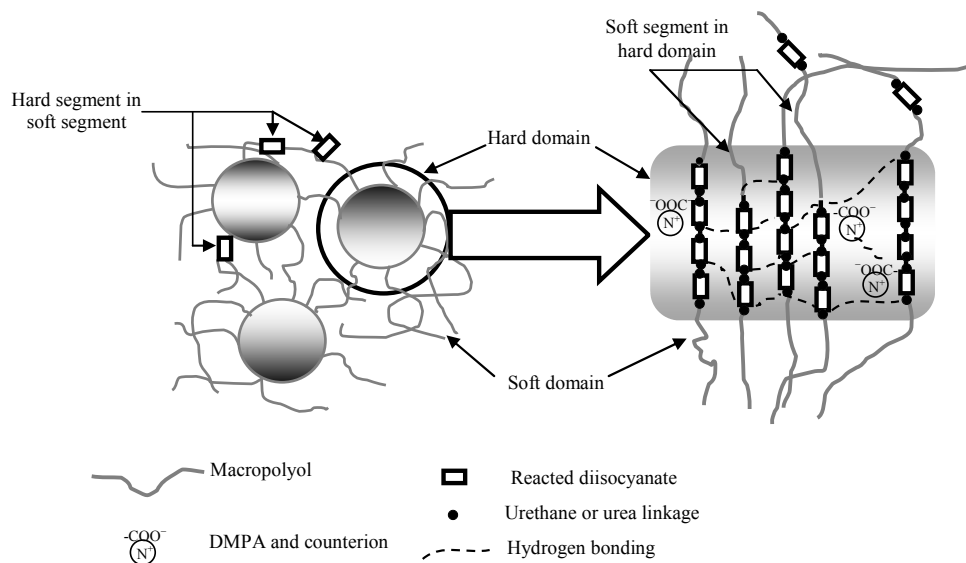 Soft segment in
hard domain
Hard segment in
soft segment
Hard domain
⁻OOC-
N⁺
-COO⁻
N⁺
⁻OOC-
N⁺
Soft domain
Macropolyol
Reacted diisocyanate
Urethane or urea linkage
-COO⁻
N⁺
DMPA and counterion
Hydrogen bonding